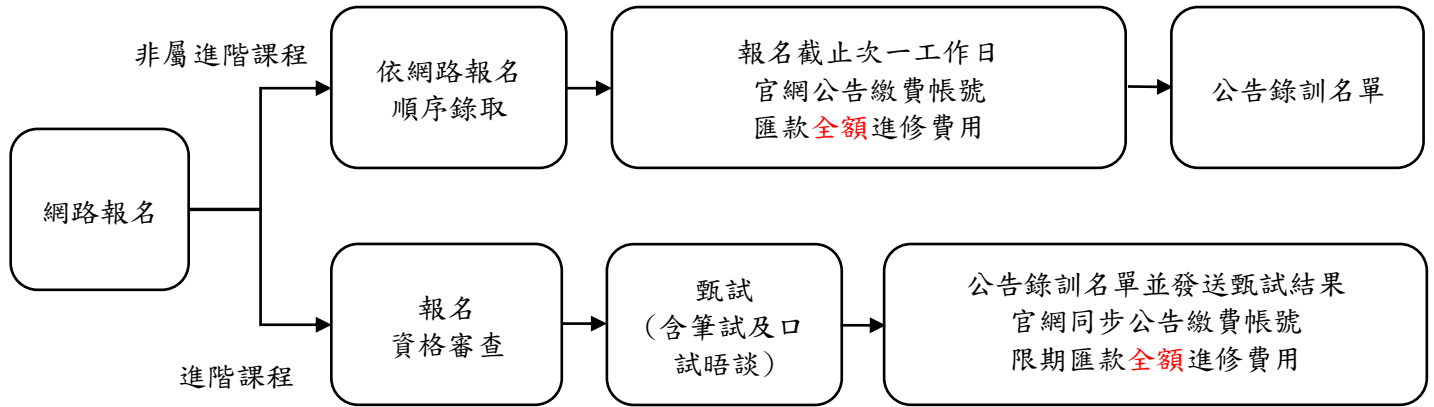 網路報名
非屬進階課程
依網路報名
順序錄取
報名截止次一工作日
官網公告繳費帳號
匯款全額進修費用
公告錄訓名單
進階課程
報名
資格審查
甄試
（含筆試及口
試晤談）
公告錄訓名單並發送甄試結果
官網同步公告繳費帳號
限期匯款全額進修費用